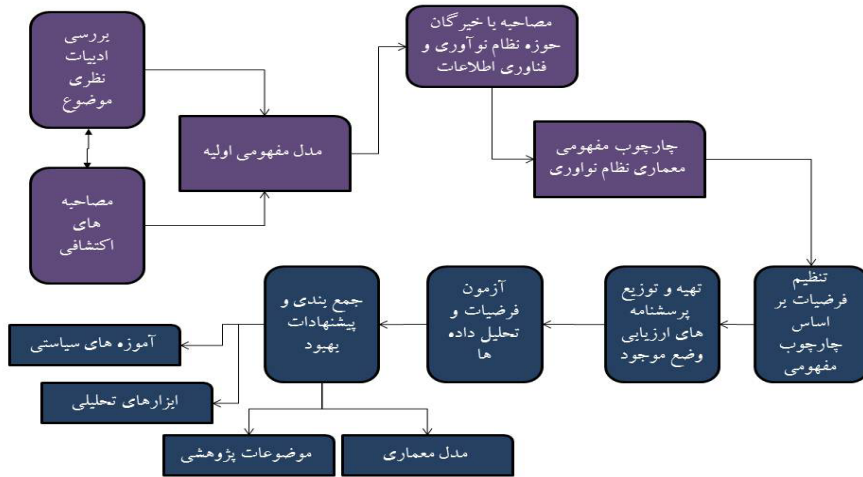 بررسی
ادبیات
نظری
موضوع
مصاحبه
های
اکتشافی
مدل مفهومی اولیه
مصاحبه با خبرگان
حوزه نظام نوآوری و
فناوری اطلاعات
چارچوب مفهومی
معماری نظام نواوری
تنظیم
فرضیات بر
اساس
چارچوب
مفهومی
تهیه و توزیع
پرسشنامه
های ارزیابی
وضع موجود
آزمون
فرضیات و
تحلیل داده
ها
جمع بندی و
پیشنهادات
بهبود
آموزه های سیاستی
ابزارهای تحلیلی
موضوعات پژوهشی
مدل معماری